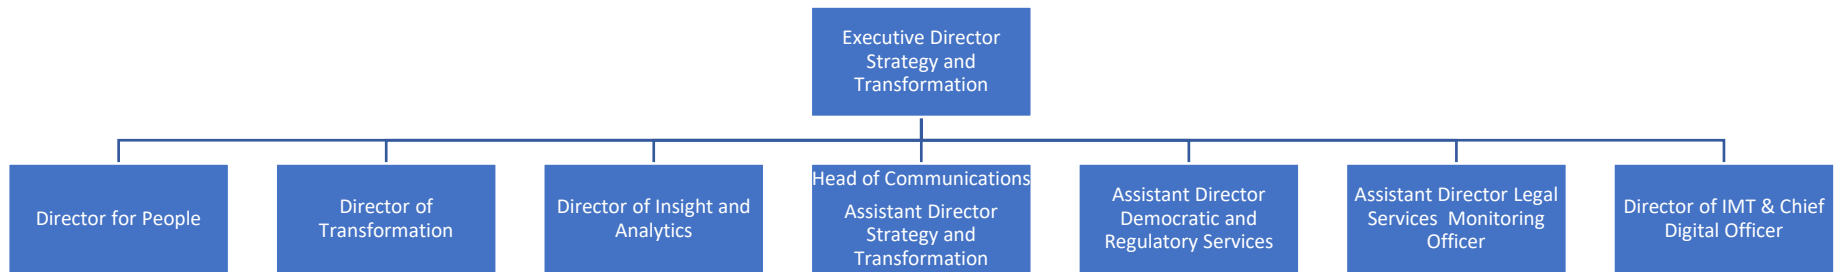 Executive Director
Strategy and
Transformation
Director for People
Director of
Transformation
Director of Insight and
Analytics
Head of Communications
Assistant Director
Strategy and
Transformation
Assistant Director
Democratic and
Regulatory Services
Assistant Director Legal
Services  Monitoring
Officer
Director of IMT & Chief
Digital Officer